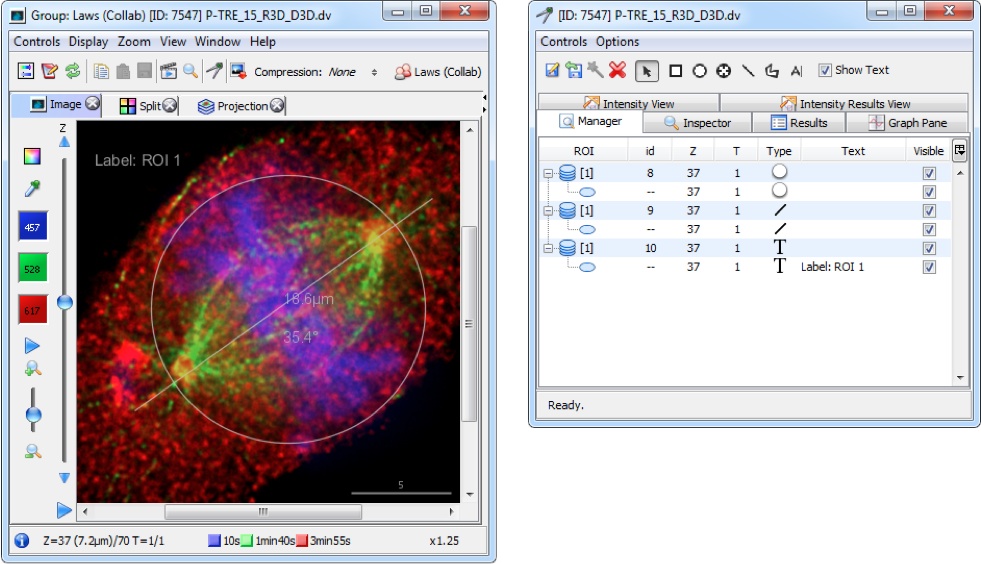 Group: Laws (Collab) [ID: 7547] P-TRE_15_R3D_D3D.dv
Controls Display Zoom View Window Help
Compression: None Laws (Collab)
Image Split Projection
Z
Label: ROI 1
457
528
617
18.6µm
35.4°
5
Z=37 (7.2µm)/70 T=1/1 10s 1min40s 3min55s x1.25
[ID: 7547] P-TRE_15_R3D_D3D.dv
Controls Options
A Show Text
Intensity View Intensity Results View
Manager Inspector Results Graph Pane
ROI id Z T Type Text Visible
[1] 8 37 1
-- 37 1
[1] 9 37 1
-- 37 1
[1] 10 37 1 T
-- 37 1 T Label: ROI 1
Ready.